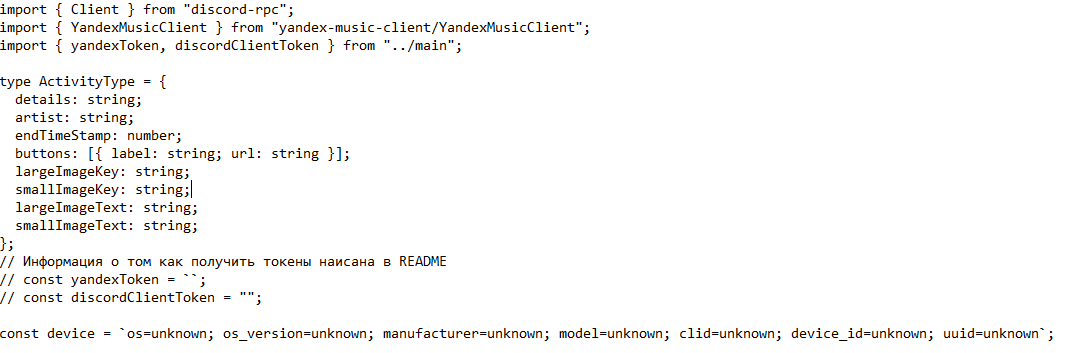 import { Client } from "discord-rpc";
import { YandexMusicClient } from "yandex-music-client/YandexMusicClient";
import { yandexToken, discordClientToken } from "../main";

type ActivityType = {
  details: string;
  artist: string;
  endTimeStamp: number;
  buttons: [{ label: string; url: string }];
  largeImageKey: string;
  smallImageKey: string;
  largeImageText: string;
  smallImageText: string;
};
// Информация о том как получить токены наисана в README
// const yandexToken = ``;
// const discordClientToken = "";

const device = `os=unknown; os_version=unknown; manufacturer=unknown; model=unknown; clid=unknown; device_id=unknown; uuid=unknown`;